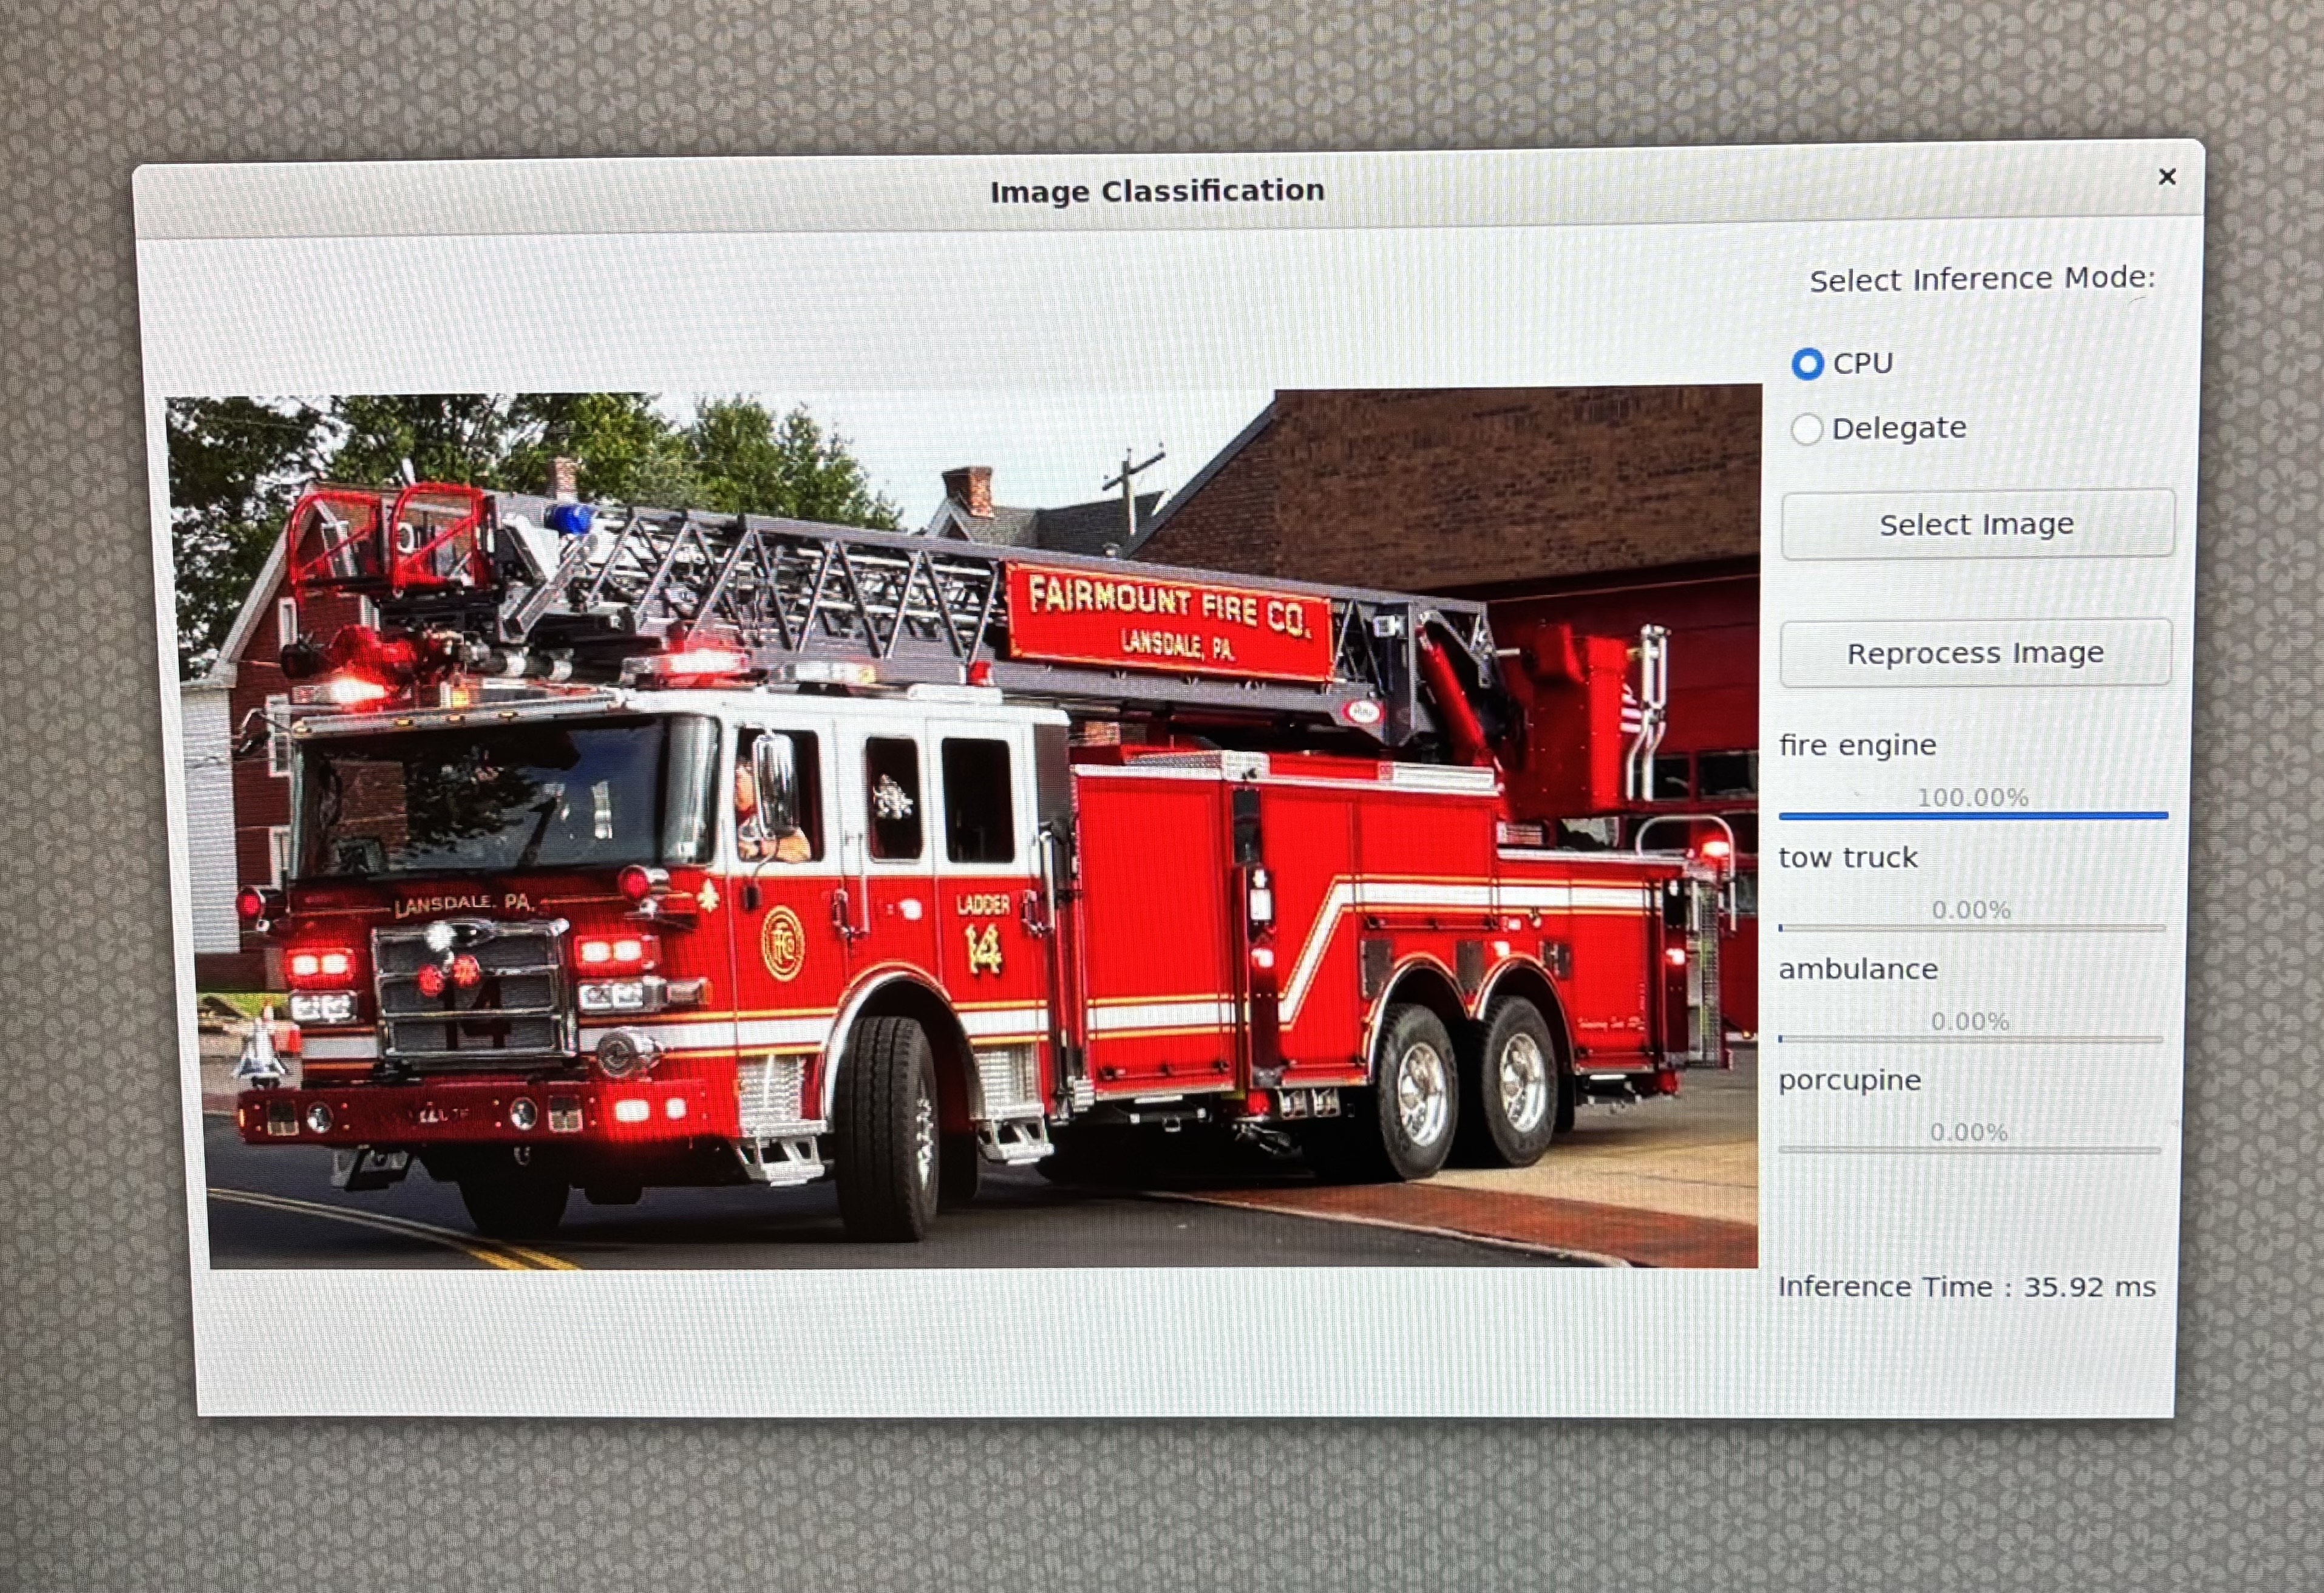 Image Classification
×
Select Inference Mode:
CPU
Delegate
Select Image
Reprocess Image
fire engine
100.00%
tow truck
0.00%
ambulance
0.00%
porcupine
0.00%
Inference Time : 35.92 ms
FAIRMOUNT FIRE CO.
LANSDALE, PA.
LANSDALE, PA.
LADDER
14
14